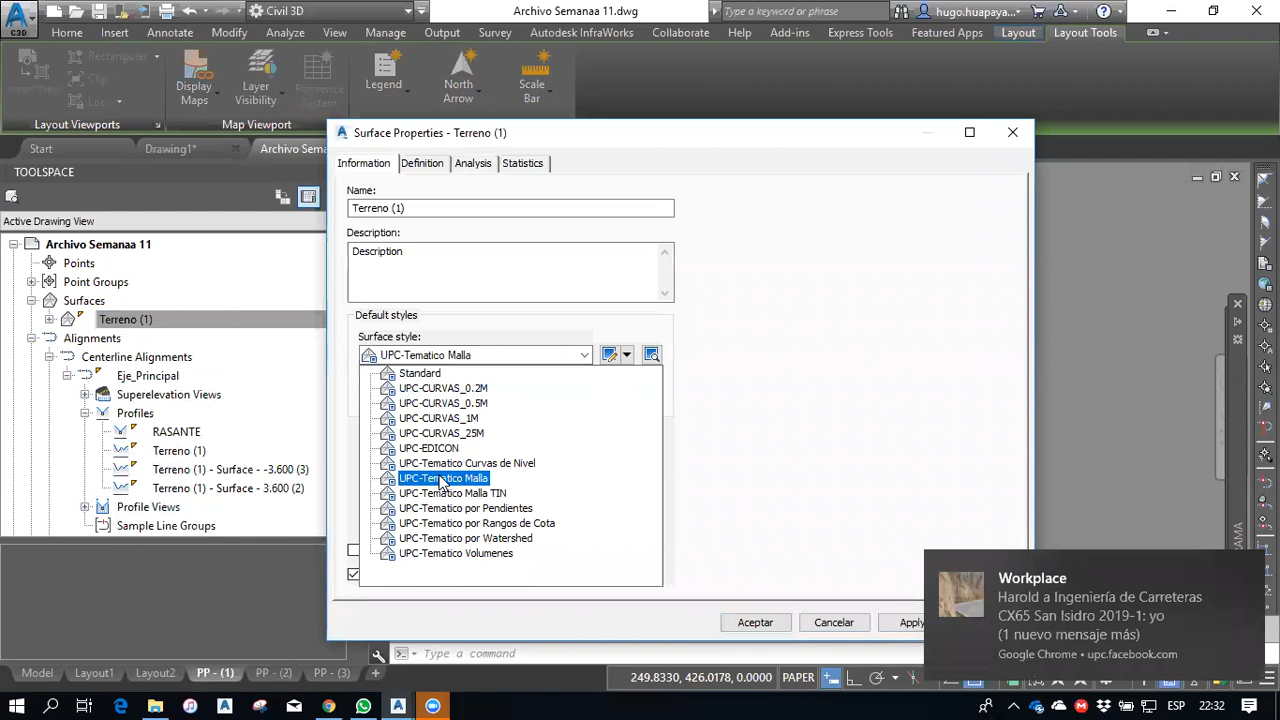 C3D
Civil 3D
Archivo Semanaa 11.dwg
Type a keyword or phrase
hugo.huapaya...
Home Insert Annotate Modify Analyze View Manage Output Survey Autodesk InfraWorks Collaborate Help Add-ins Express Tools Featured Apps Layout Layout Tools
Rectangular
Clip
Display
Maps
Layer
Visibility
Reference
System
Legend
North
Arrow
Scale
Bar
Layout Viewports
Map Viewport
Start
Drawing1*
Archivo Sem
TOOLSPACE
Active Drawing View
Archivo Semanaa 11
Points
Point Groups
Surfaces
Terreno (1)
Alignments
Centerline Alignments
Eje_Principal
Superelevation Views
Profiles
RASANTE
Terreno (1)
Terreno (1) - Surface - -3.600 (3)
Terreno (1) - Surface - 3.600 (2)
Profile Views
Sample Line Groups
Surface Properties - Terreno (1)
Information Definition Analysis Statistics
Name:
Terreno (1)
Description:
Description
Default styles
Surface style:
UPC-Tematico Malla
Standard
UPC-CURVAS_0.2M
UPC-CURVAS_0.5M
UPC-CURVAS_1M
UPC-CURVAS_25M
UPC-EDICON
UPC-Tematico Curvas de Nivel
UPC-Tematico Malla
UPC-Tematico Malla TIN
UPC-Tematico por Pendientes
UPC-Tematico por Rangos de Cota
UPC-Tematico por Watershed
UPC-Tematico Volumenes
Aceptar
Cancelar
Apply
Workplace
Harold a Ingeniería de Carreteras
CX65 San Isidro 2019-1: yo
(1 nuevo mensaje más)
Google Chrome • upc.facebook.com
Type a command
Model Layout1 Layout2 PP - (1) PP - (2) PP - (3)
249.8330, 426.0178, 0.0000 PAPER
ESP 22:32